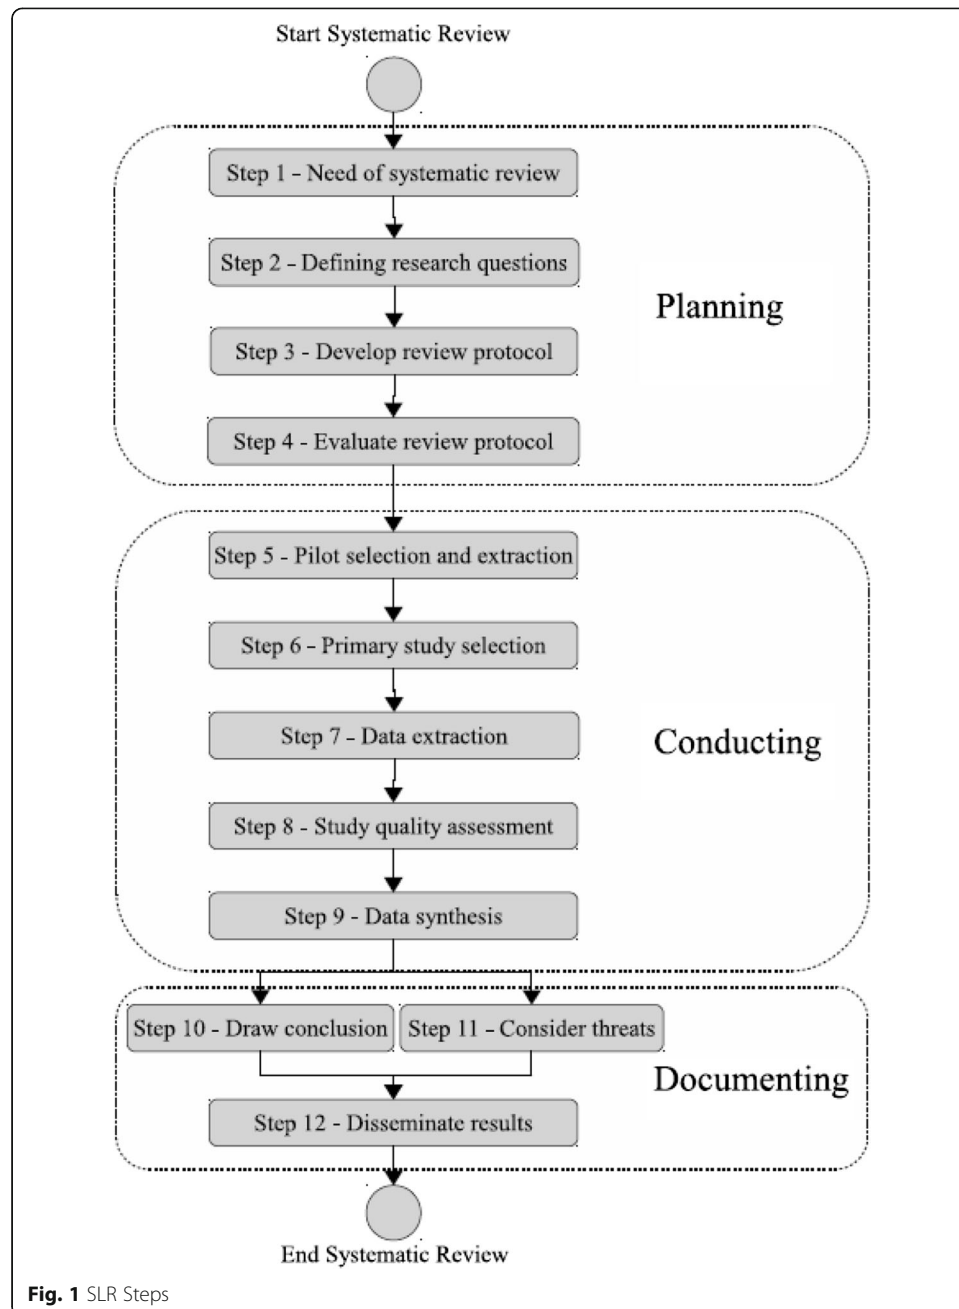 Start Systematic Review
Step 1 - Need of systematic review
Step 2 - Defining research questions
Planning
Step 3 - Develop review protocol
Step 4 - Evaluate review protocol
Step 5 - Pilot selection and extraction
Step 6 - Primary study selection
Step 7 - Data extraction
Conducting
Step 8 - Study quality assessment
Step 9 - Data synthesis
Step 10 - Draw conclusion
Step 11 - Consider threats
Documenting
Step 12 - Disseminate results
End Systematic Review
Fig. 1 SLR Steps